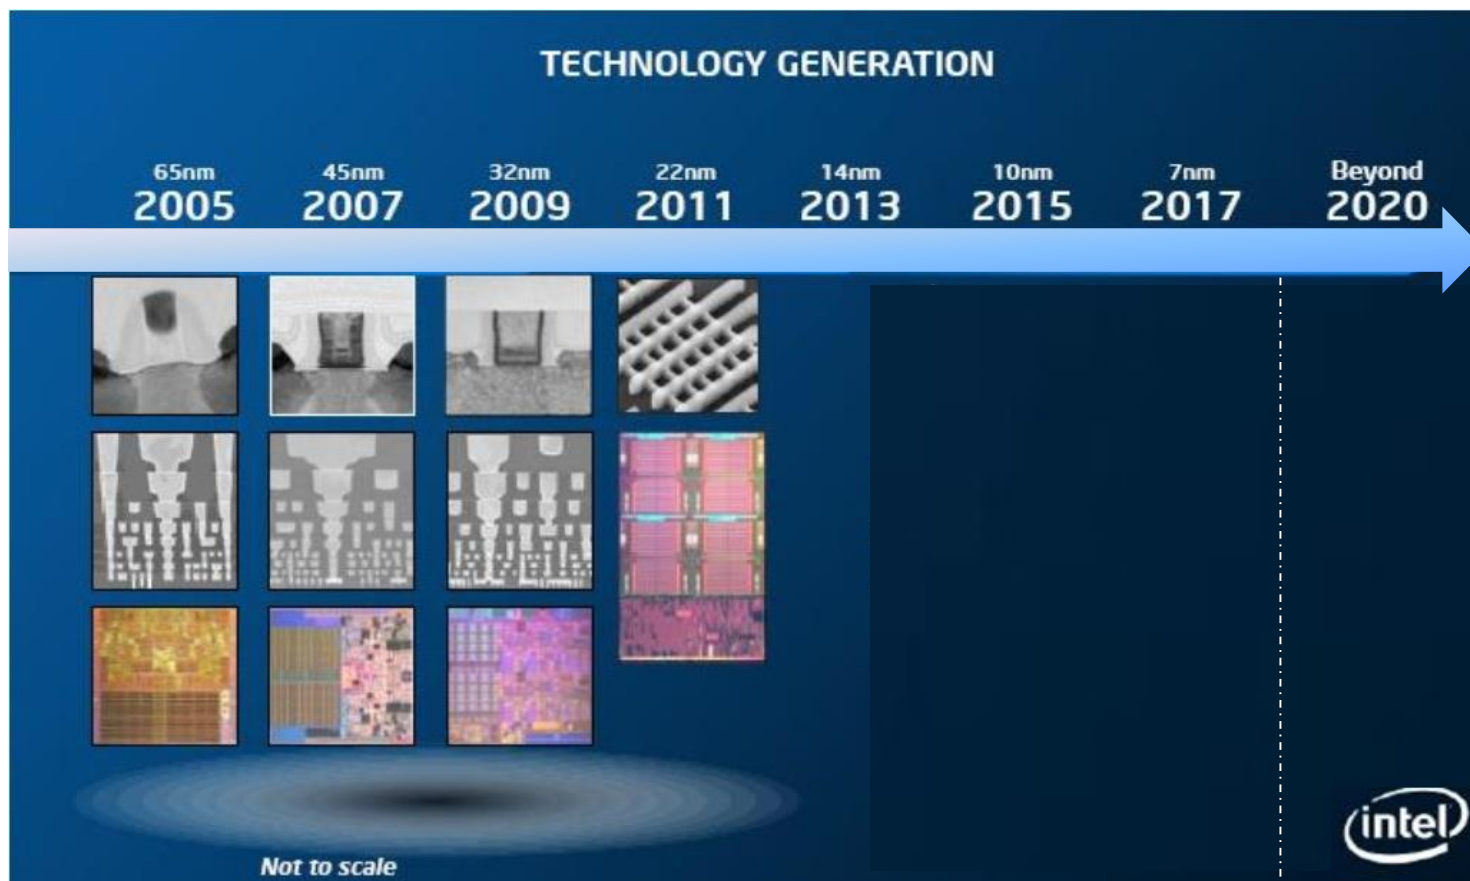 TECHNOLOGY GENERATION
65nm 45nm 32nm 22nm 14nm 10nm 7nm Beyond
2005 2007 2009 2011 2013 2015 2017 2020
intel
Not to scale